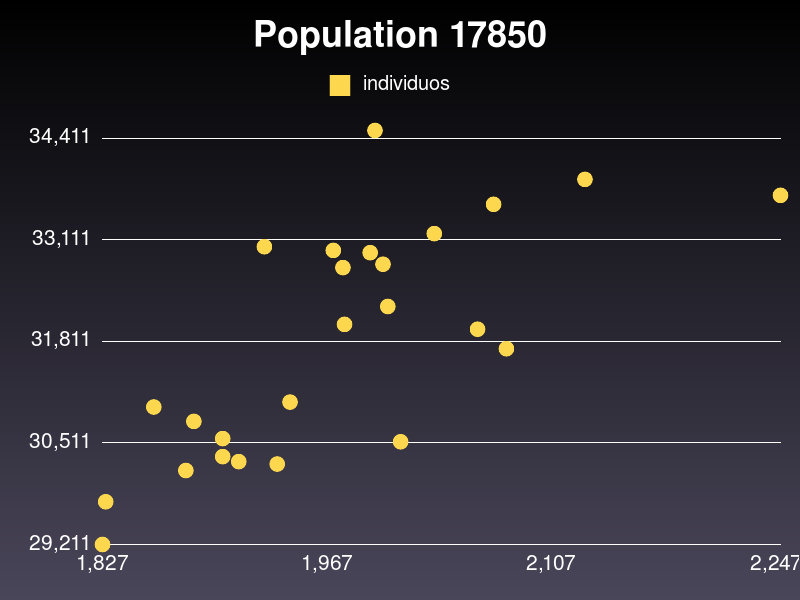 Population 17850
individuos
34,411
33,111
31,811
30,511
29,211
1,827 1,967 2,107 2,247